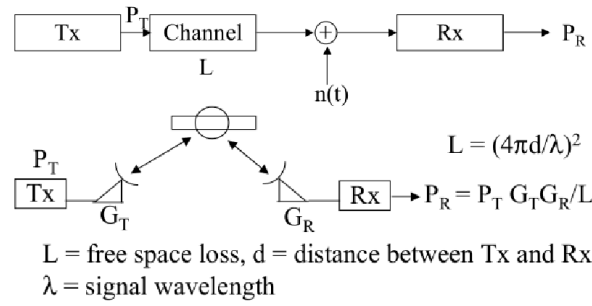 P_T
Tx
Channel
+
Rx
P_R
L
n(t)
L = (4πd/λ)²
P_T
Tx
Rx
P_R = P_T G_TG_R/L
G_T
G_R
L = free space loss, d = distance between Tx and Rx
λ = signal wavelength